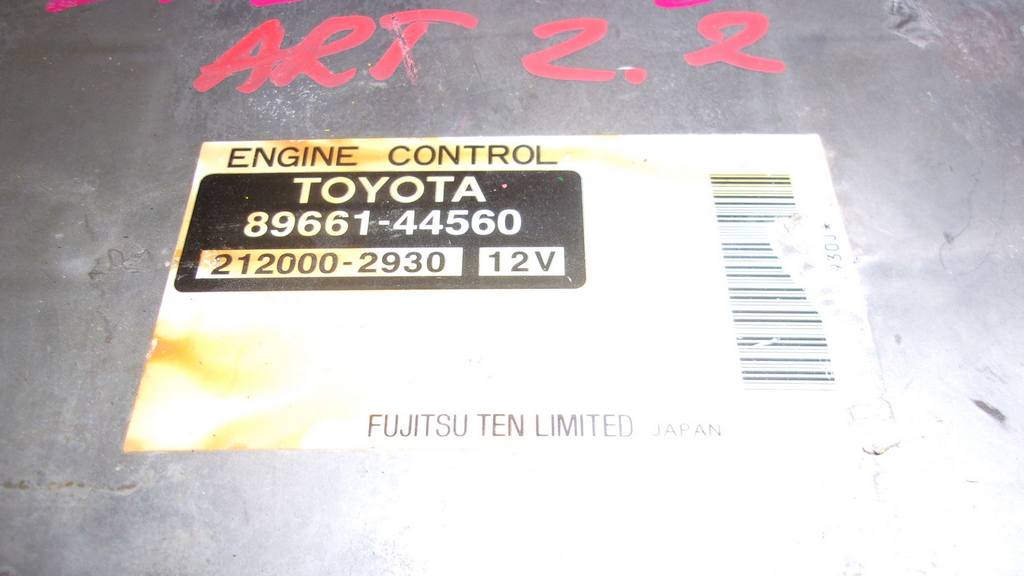 ART 2.2
ENGINE CONTROL
TOYOTA
89661-44560
212000-2930 12V
FUJITSU TEN LIMITED JAPAN